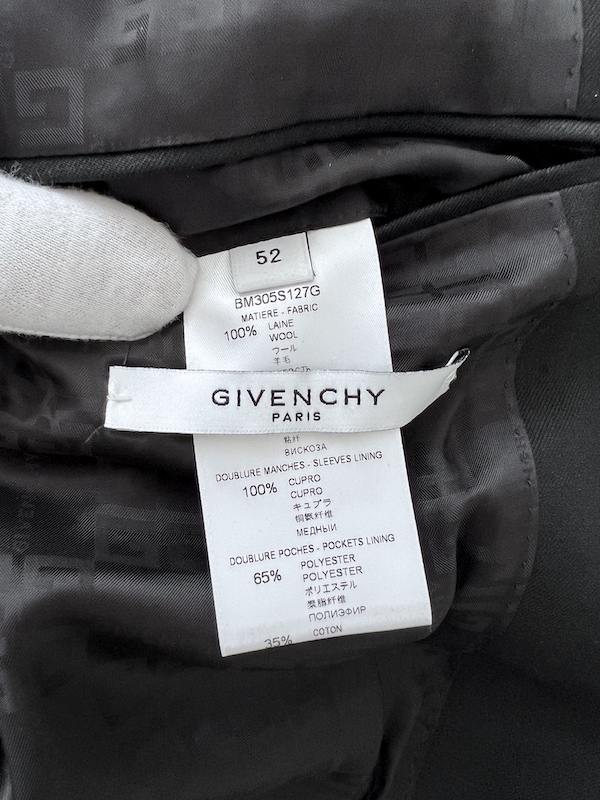 52
BM305S127G
MATIERE - FABRIC
100% LAINE
WOOL
ウール
羊毛
GIVENCHY
PARIS
粘纤
ВИСКОЗА
DOUBLURE MANCHES - SLEEVES LINING
100% CUPRO
CUPRO
キュプラ
铜氨纤维
МЕДНЫЙ
DOUBLURE POCHES - POCKETS LINING
65% POLYESTER
POLYESTER
ポリエステル
聚脂纤维
ПОЛИЭФИР
35% COTON